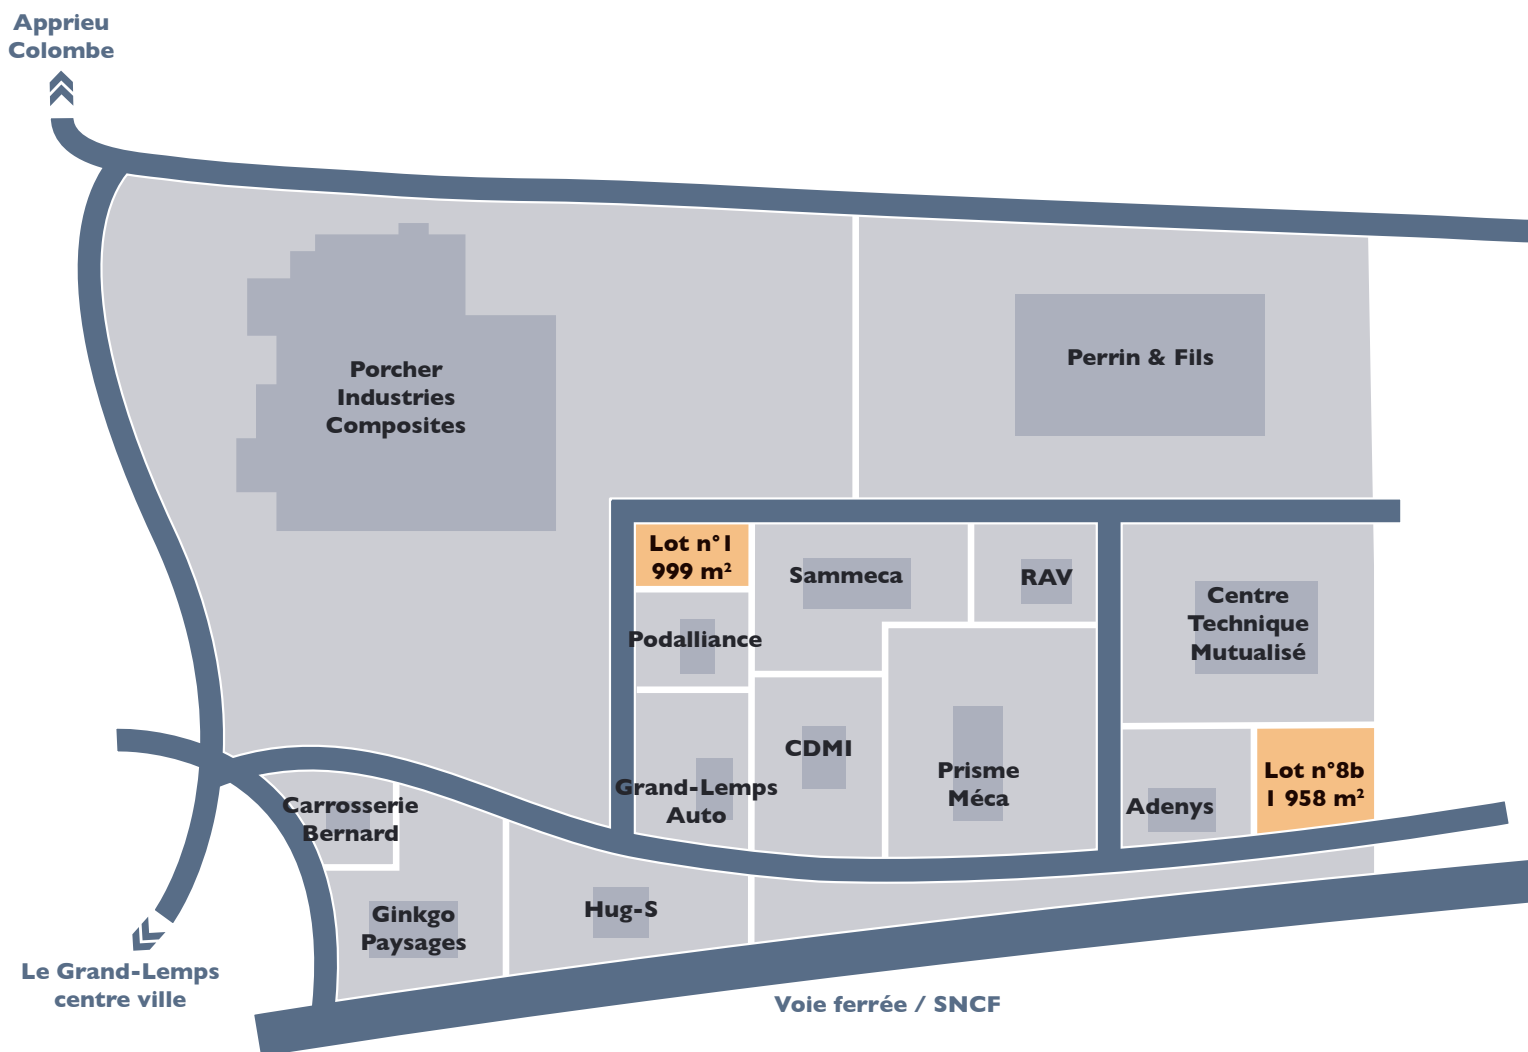 Apprieu
Colombe
Porcher
Industries
Composites
Perrin & Fils
Lot n°1
999 m²
Sammeca
RAV
Podalliance
Centre
Technique
Mutualisé
CDMI
Prisme
Méca
Grand-Lemps
Auto
Adenys
Lot n°8b
1 958 m²
Carrosserie
Bernard
Ginkgo
Paysages
Hug-S
Le Grand-Lemps
centre ville
Voie ferrée / SNCF